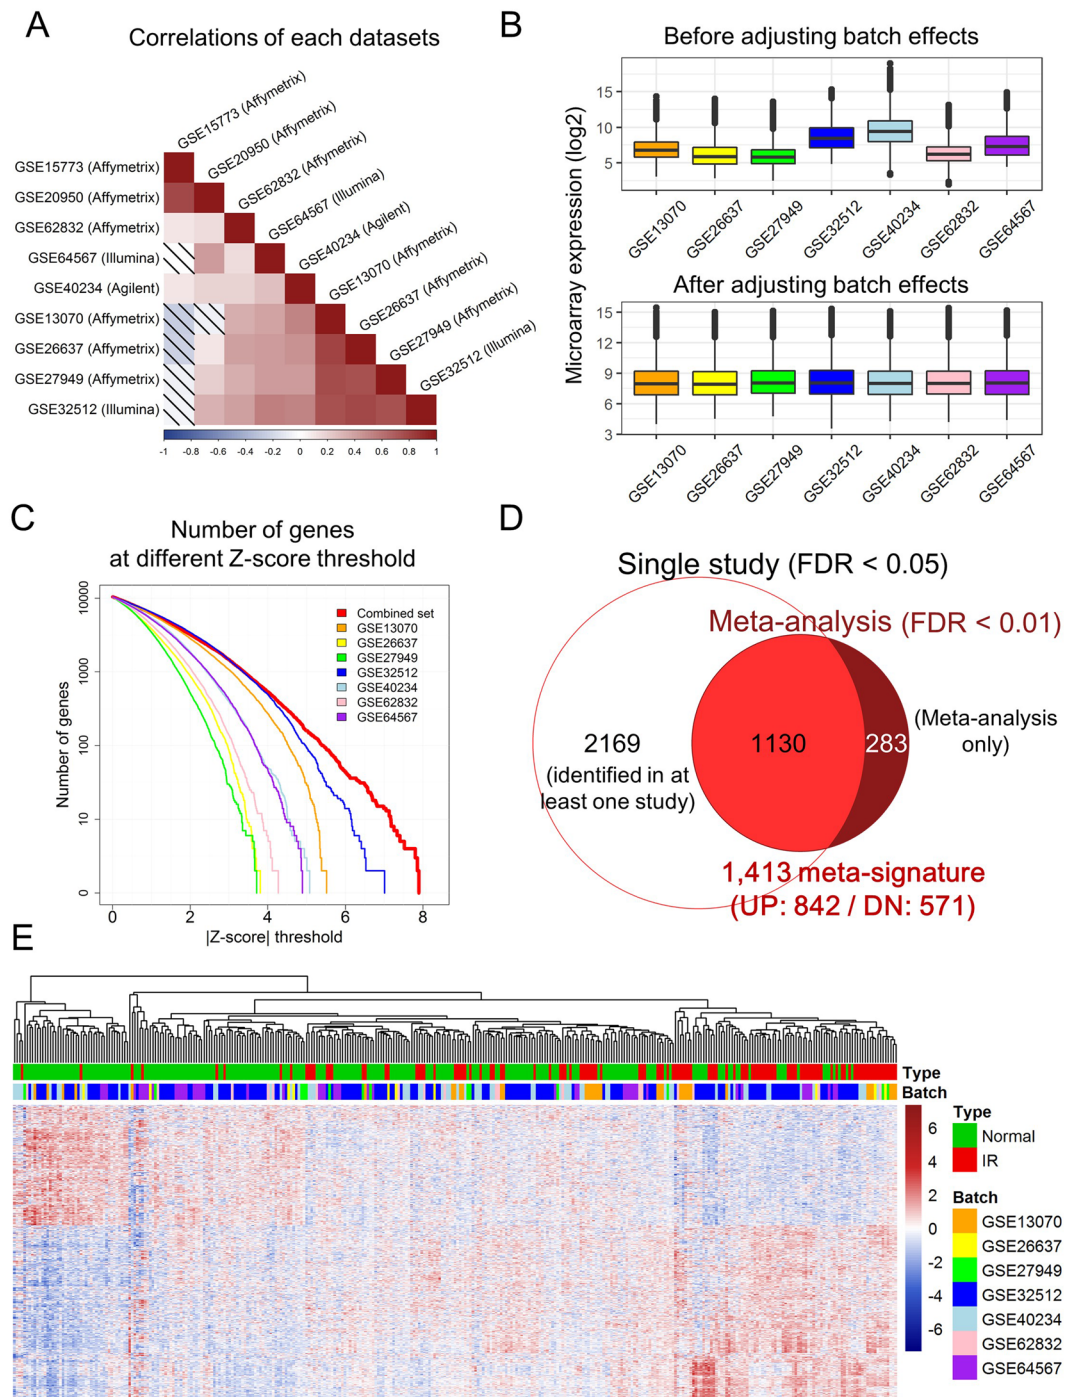 A
Correlations of each datasets
GSE15773 (Affymetrix)
GSE20950 (Affymetrix)
GSE62832 (Affymetrix)
GSE64567 (Illumina)
GSE40234 (Agilent)
GSE13070 (Affymetrix)
GSE26637 (Affymetrix)
GSE27949 (Affymetrix)
GSE32512 (Illumina)
GSE15773 (Affymetrix)
GSE20950 (Affymetrix)
GSE62832 (Affymetrix)
GSE64567 (Illumina)
GSE40234 (Agilent)
GSE13070 (Affymetrix)
GSE26637 (Affymetrix)
GSE27949 (Affymetrix)
GSE32512 (Illumina)
-1 -0.8 -0.6 -0.4 -0.2 0 0.2 0.4 0.6 0.8 1
B
Before adjusting batch effects
Microarray expression (log2)
15
10
5
GSE13070 GSE26637 GSE27949 GSE32512 GSE40234 GSE62832 GSE64567
After adjusting batch effects
15
12
9
6
3
GSE13070 GSE26637 GSE27949 GSE32512 GSE40234 GSE62832 GSE64567
C
Number of genes
at different Z-score threshold
Number of genes
10000
1000
100
10
0
Combined set
GSE13070
GSE26637
GSE27949
GSE32512
GSE40234
GSE62832
GSE64567
0 2 4 6 8
|Z-score| threshold
D
Single study (FDR < 0.05)
Meta-analysis (FDR < 0.01)
2169
(identified in at
least one study)
1130
283
(Meta-analysis
only)
1,413 meta-signature
(UP: 842 / DN: 571)
E
Type
Batch
6
4
2
0
-2
-4
-6
Type
Normal
IR
Batch
GSE13070
GSE26637
GSE27949
GSE32512
GSE40234
GSE62832
GSE64567